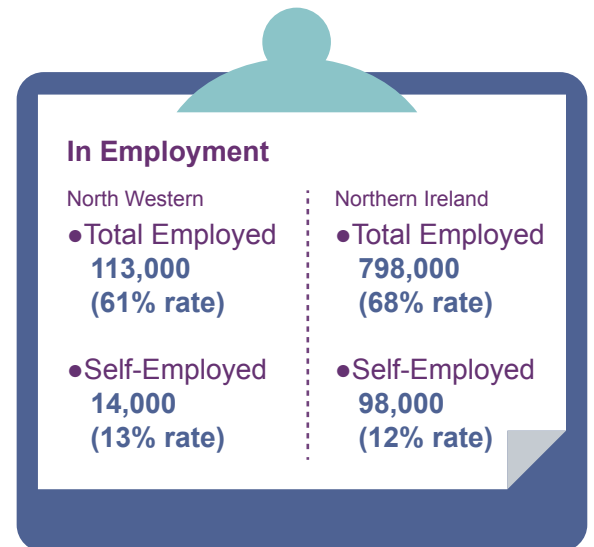 In Employment
North Western
●Total Employed
113,000
(61% rate)
●Self-Employed
14,000
(13% rate)
Northern Ireland
●Total Employed
798,000
(68% rate)
●Self-Employed
98,000
(12% rate)